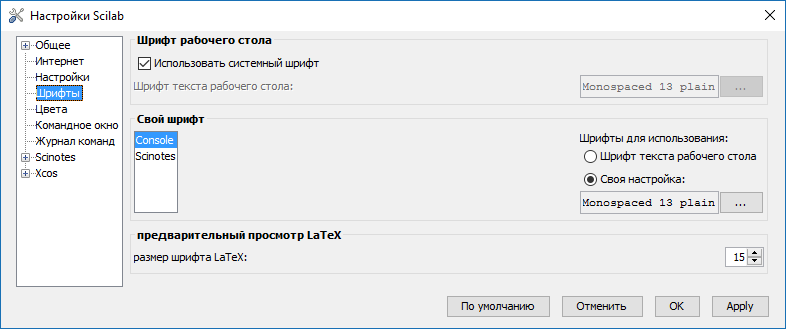 Настройки Scilab
Общее
Интернет
Настройки
Шрифты
Цвета
Командное окно
Журнал команд
Scinotes
Xcos
Шрифт рабочего стола
Использовать системный шрифт
Шрифт текста рабочего стола:
Monospaced 13 plain
...
Свой шрифт
Console
Scinotes
Шрифты для использования:
Шрифт текста рабочего стола
Своя настройка:
Monospaced 13 plain
...
предварительный просмотр LaTeX
размер шрифта LaTeX:
15
По умолчанию
Отменить
OK
Apply